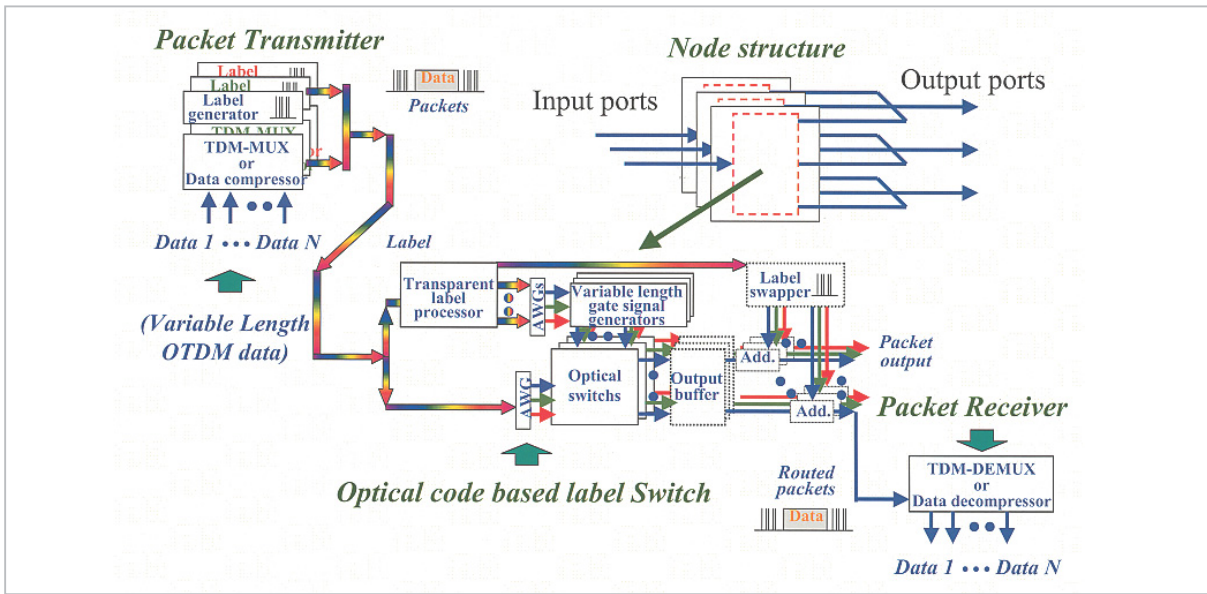 Packet Transmitter
Label
Label
Label
generator
TDM-MUX
TDM-MUX
or
Data compressor
Data 1 ••• Data N
(Variable Length
OTDM data)
Data
Packets
Node structure
Input ports
Output ports
Label
Transparent
label
processor
AWGs
Variable length
gate signal
generators
Label
swapper
AWG
Optical
switchs
Output
buffer
Add.
Add.
Packet
output
Optical code based label Switch
Routed
packets
Data
Packet Receiver
TDM-DEMUX
or
Data decompressor
Data 1 ••• Data N